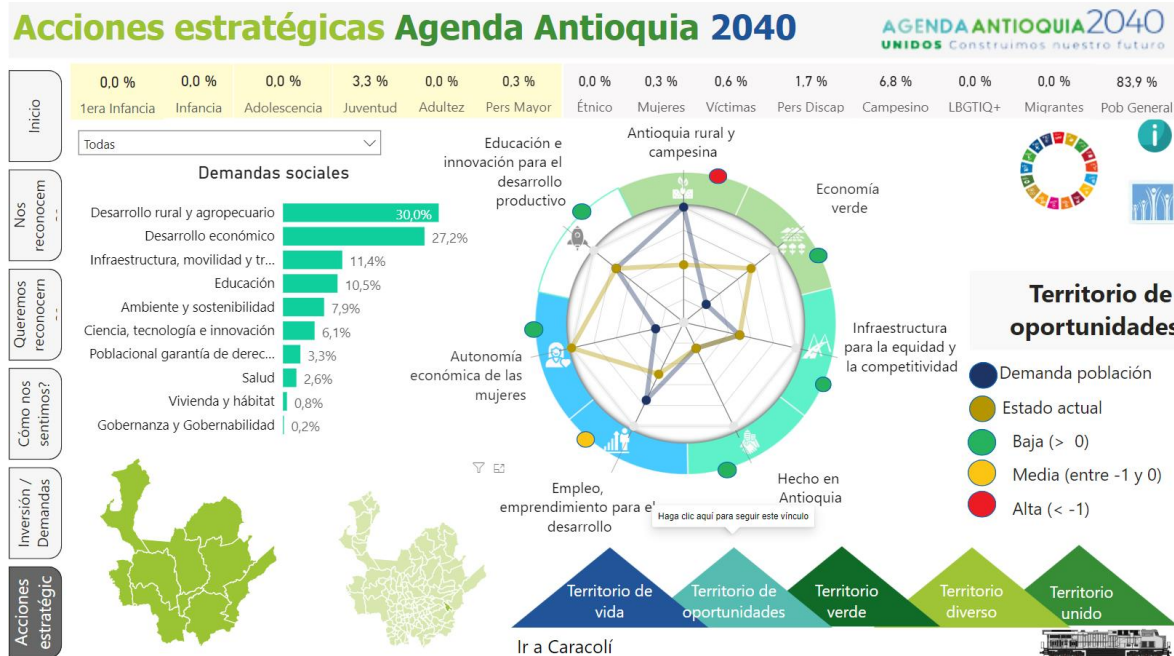 Acciones estratégicas Agenda Antioquia 2040
AGENDA ANTIOQUIA 2040
UNIDOS Construimos nuestro futuro
Inicio
Nos
reconocem
Queremos
reconocern
Como nos
sentimos?
Inversión /
Demandas
Acciones
estratégic
0,0 % 0,0 % 0,0 % 3,3 % 0,0 % 0,3 % 0,0 % 0,3 % 0,6 % 1,7 % 6,8 % 0,0 % 0,0 % 83,9 %
1era Infancia Infancia Adolescencia Juventud Adultez Pers Mayor Étnico Mujeres Víctimas Pers Discap Campesino LBGTIQ+ Migrantes Pob General
Todas
Demandas sociales
Desarrollo rural y agropecuario 30,0%
Desarrollo económico 27,2%
Infraestructura, movilidad y tr... 11,4%
Educación 10,5%
Ambiente y sostenibilidad 7,9%
Ciencia, tecnología e innovación 6,1%
Poblacional garantía de derec... 3,3%
Salud 2,6%
Vivienda y hábitat 0,8%
Gobernanza y Gobernabilidad 0,2%
Educación e
innovación para el
desarrollo
productivo
Antioquia rural y
campesina
Economía
verde
Infraestructura
para la equidad y
la competitividad
Hecho en
Antioquia
Empleo,
emprendimiento para el
desarrollo
Autonomía
económica de las
mujeres
Haga clic aquí para seguir este vínculo
Territorio de
oportunidades
Demanda población
Estado actual
Baja (> 0)
Media (entre -1 y 0)
Alta (< -1)
Territorio de
vida
Territorio de
oportunidades
Territorio
verde
Territorio
diverso
Territorio
unido
Ir a Caracolí